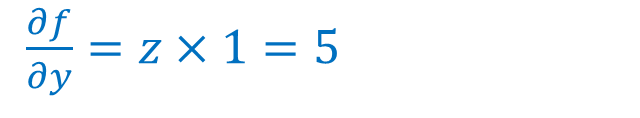 ∂f/∂y = z × 1 = 5